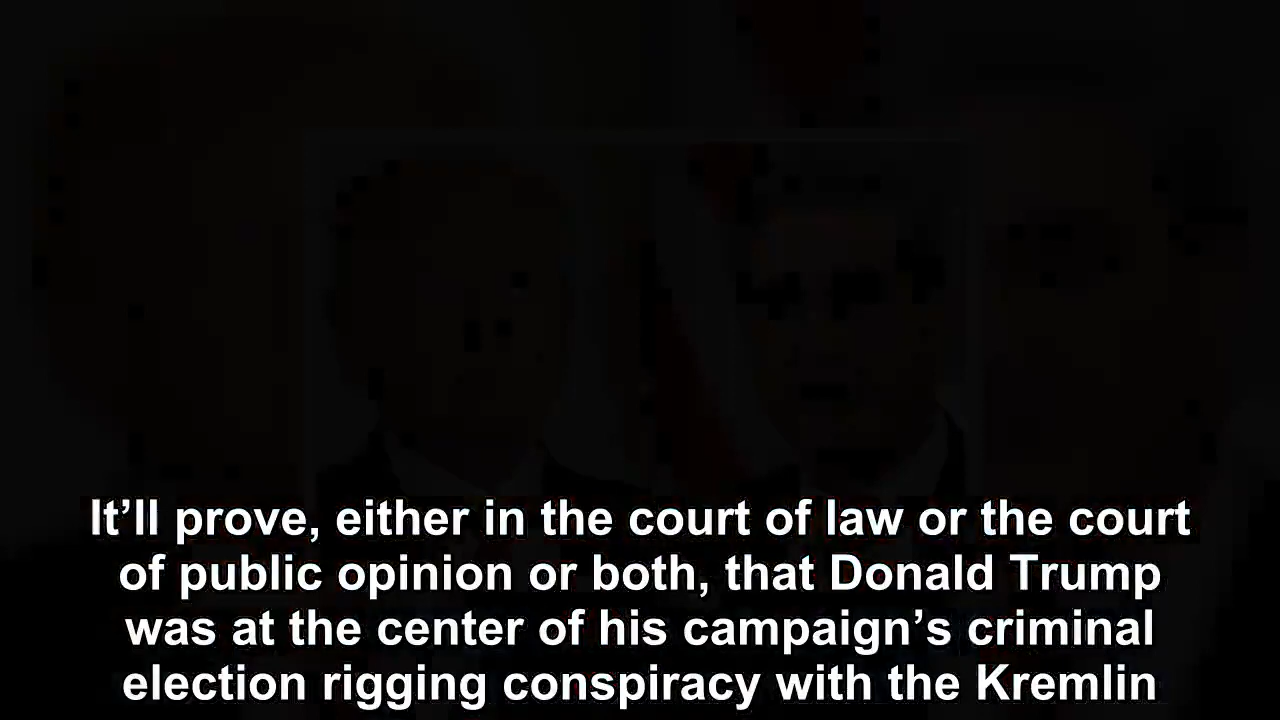 It’ll prove, either in the court of law or the court
of public opinion or both, that Donald Trump
was at the center of his campaign’s criminal
election rigging conspiracy with the Kremlin